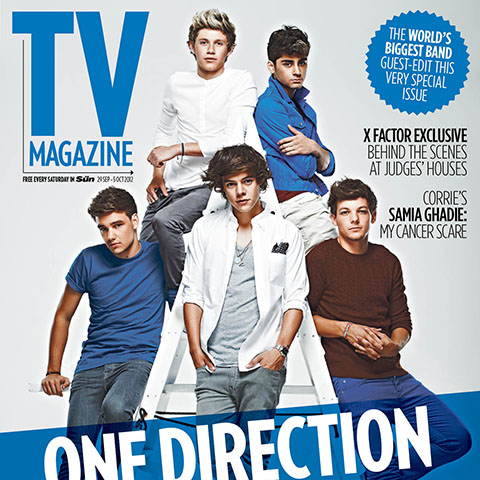 TV
MAGAZINE
FREE EVERY SATURDAY IN The Sun 29 SEP - 5 OCT 2012
THE WORLD'S
BIGGEST BAND
GUEST-EDIT THIS
VERY SPECIAL
ISSUE
X FACTOR EXCLUSIVE
BEHIND THE SCENES
AT JUDGES' HOUSES
CORRIE'S
SAMIA GHADIE:
MY CANCER SCARE
ONE DIRECTION